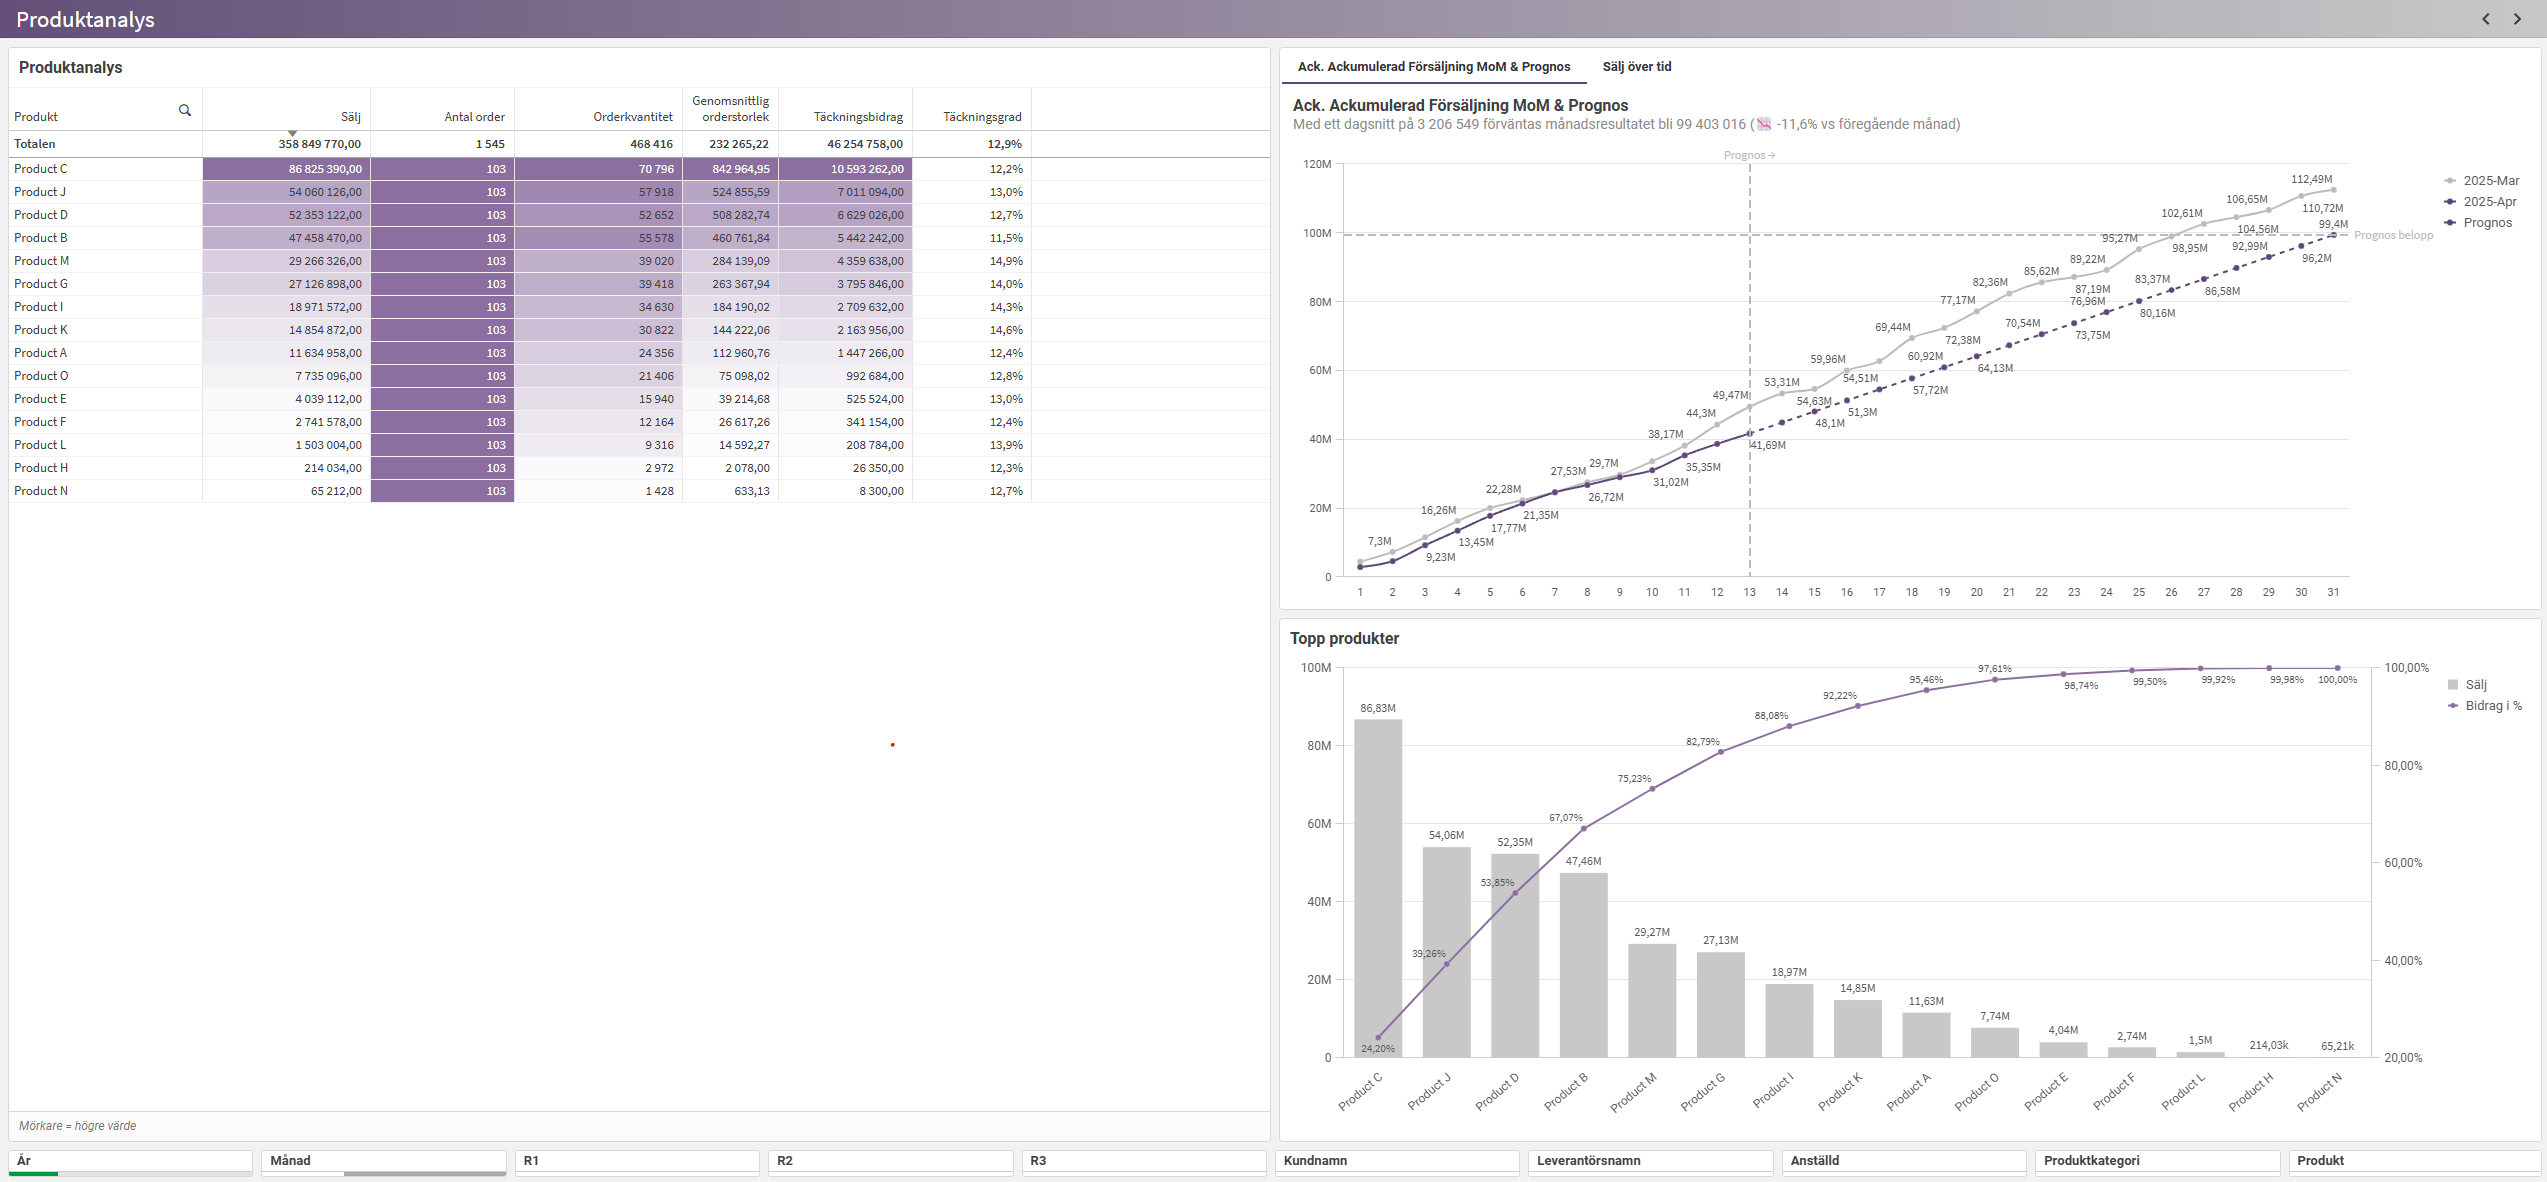 Produktanalys
Produktanalys
Produkt Sälj Antal order Orderkvantitet Genomsnittlig orderstorlek Täckningsbidrag Täckningsgrad
Totalen 358 849 770,00 1 545 468 416 232 265,22 46 254 758,00 12,9%
Product C 86 825 390,00 103 70 796 842 964,95 10 593 262,00 12,2%
Product J 54 060 126,00 103 57 918 524 855,59 7 011 094,00 13,0%
Product D 52 353 122,00 103 52 652 508 282,74 6 629 026,00 12,7%
Product B 47 458 470,00 103 55 578 460 761,84 5 442 242,00 11,5%
Product M 29 266 326,00 103 39 020 284 139,09 4 359 638,00 14,9%
Product G 27 126 898,00 103 39 418 263 367,94 3 795 846,00 14,0%
Product I 18 971 572,00 103 34 630 184 190,02 2 709 632,00 14,3%
Product K 14 854 872,00 103 30 822 144 222,06 2 163 956,00 14,6%
Product A 11 634 958,00 103 24 356 112 960,76 1 447 266,00 12,4%
Product O 7 735 096,00 103 21 406 75 098,02 992 684,00 12,8%
Product E 4 039 112,00 103 15 940 39 214,68 525 524,00 13,0%
Product F 2 741 578,00 103 12 164 26 617,26 341 154,00 12,4%
Product L 1 503 004,00 103 9 316 14 592,27 208 784,00 13,9%
Product H 214 034,00 103 2 972 2 078,00 26 350,00 12,3%
Product N 65 212,00 103 1 428 633,13 8 300,00 12,7%
Mörkare = högre värde
Ack. Ackumulerad Försäljning MoM & Prognos Sälj över tid
Ack. Ackumulerad Försäljning MoM & Prognos
Med ett dagsnitt på 3 206 549 förväntas månadsresultatet bli 99 403 016 ( -11,6% vs föregående månad)
Prognos →
120M
100M
80M
60M
40M
20M
0
7,3M 16,26M 22,28M 27,53M 29,7M 38,17M 44,3M 49,47M 53,31M 59,96M 69,44M 77,17M 82,36M 85,62M 89,22M 95,27M 102,61M 106,65M 112,49M
54,63M 72,38M 87,19M 98,95M 104,56M 110,72M
9,23M 13,45M 17,77M 21,35M 26,72M 31,02M 35,35M 41,69M 48,1M 51,3M 54,51M 57,72M 60,92M 64,13M 70,54M 73,75M 76,96M 80,16M 83,37M 86,58M 92,99M 96,2M 99,4M
Prognos belopp
1 2 3 4 5 6 7 8 9 10 11 12 13 14 15 16 17 18 19 20 21 22 23 24 25 26 27 28 29 30 31
2025-Mar
2025-Apr
Prognos
Topp produkter
100M
80M
60M
40M
20M
0
86,83M 54,06M 52,35M 47,46M 29,27M 27,13M 18,97M 14,85M 11,63M 7,74M 4,04M 2,74M 1,5M 214,03k 65,21k
24,20% 39,26% 53,85% 67,07% 75,23% 82,79% 88,08% 92,22% 95,46% 97,61% 98,74% 99,50% 99,92% 99,98% 100,00%
100,00%
80,00%
60,00%
40,00%
20,00%
Product C Product J Product D Product B Product M Product G Product I Product K Product A Product O Product E Product F Product L Product H Product N
Sälj
Bidrag i %
År Månad R1 R2 R3 Kundnamn Leverantörsnamn Anställd Produktkategori Produkt